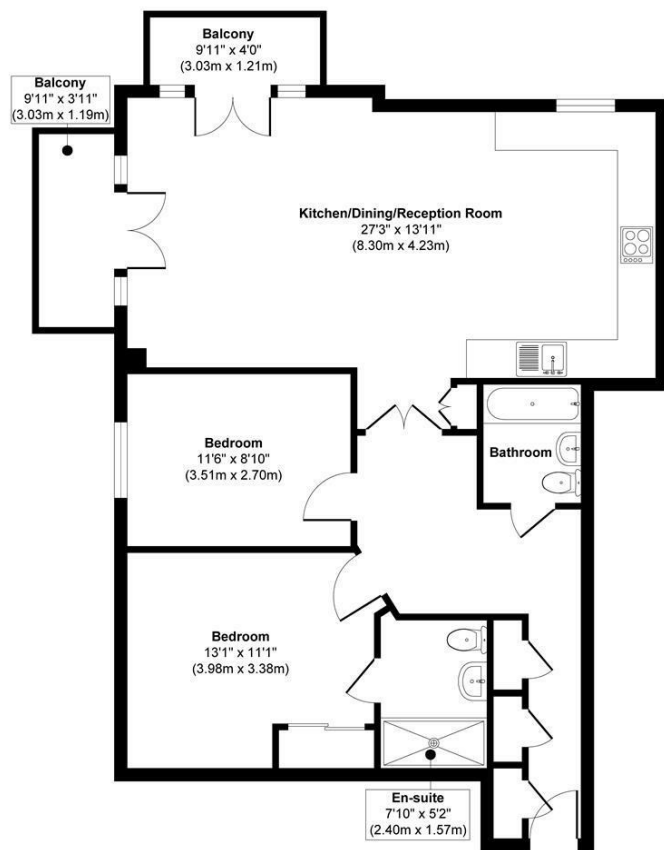 Balcony
9'11" x 4'0"
(3.03m x 1.21m)
Balcony
9'11" x 3'11"
(3.03m x 1.19m)
Kitchen/Dining/Reception Room
27'3" x 13'11"
(8.30m x 4.23m)
Bedroom
11'6" x 8'10"
(3.51m x 2.70m)
Bathroom
Bedroom
13'1" x 11'1"
(3.98m x 3.38m)
En-suite
7'10" x 5'2"
(2.40m x 1.57m)